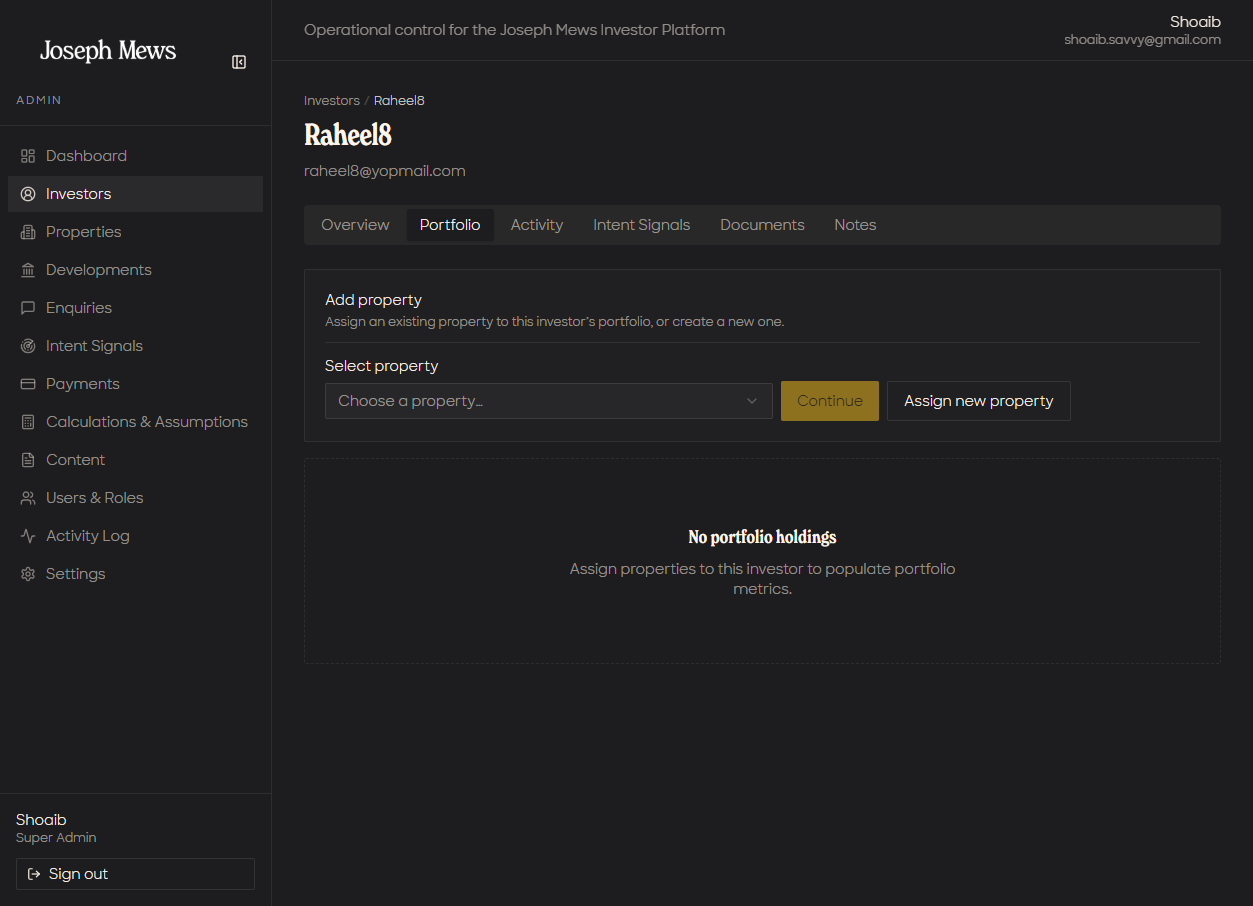 Joseph Mews
ADMIN
Dashboard
Investors
Properties
Developments
Enquiries
Intent Signals
Payments
Calculations & Assumptions
Content
Users & Roles
Activity Log
Settings
Shoaib
Super Admin
Sign out
Operational control for the Joseph Mews Investor Platform
Shoaib
shoaib.savvy@gmail.com
Investors / Raheel8
Raheel8
raheel8@yopmail.com
Overview Portfolio Activity Intent Signals Documents Notes
Add property
Assign an existing property to this investor's portfolio, or create a new one.
Select property
Choose a property... Continue Assign new property
No portfolio holdings
Assign properties to this investor to populate portfolio
metrics.